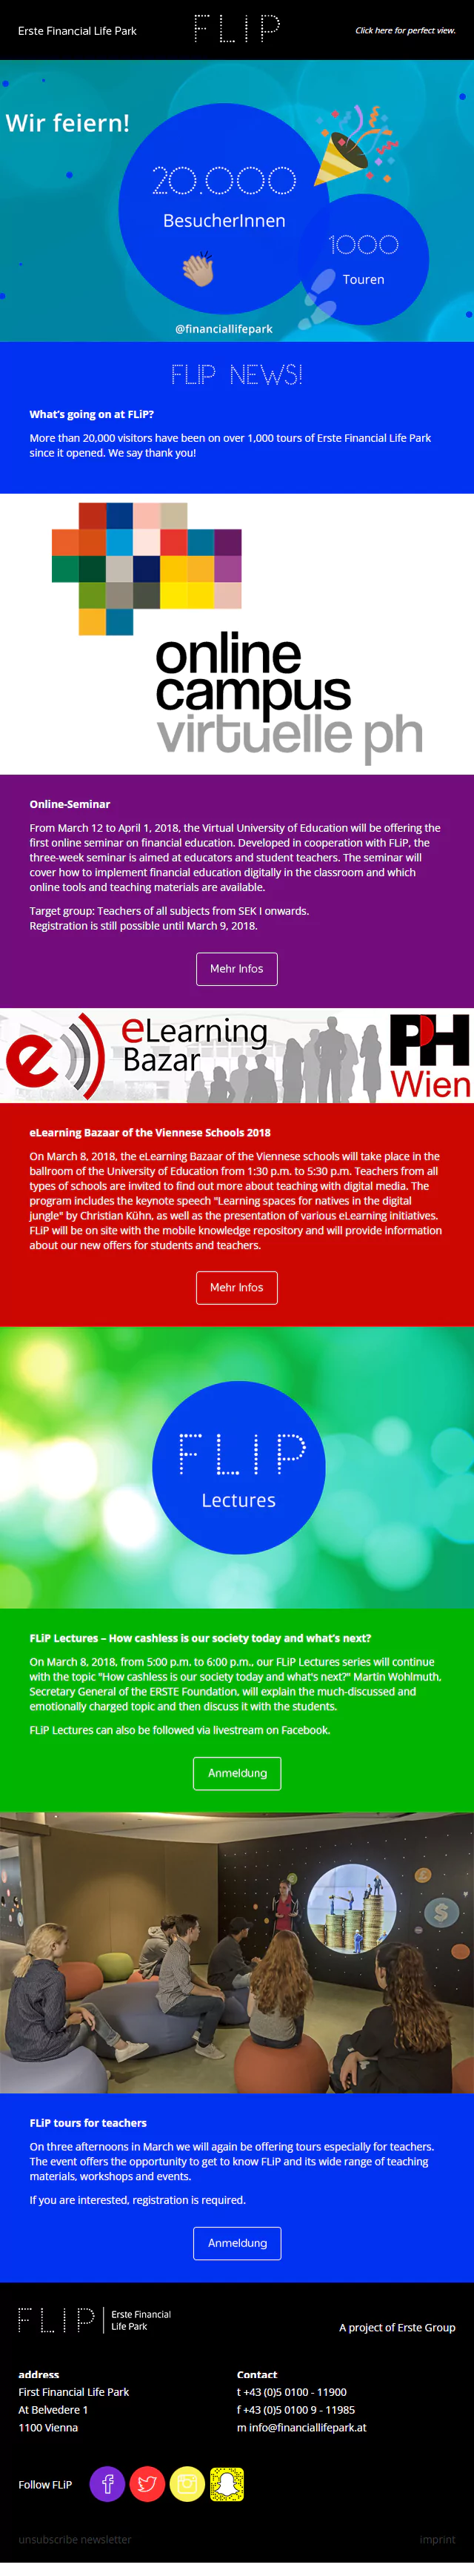 Erste Financial Life Park
FLiP
Click here for perfect view.
Wir feiern!
20.000
BesucherInnen
1000
Touren
@financiallifepark
FLIP NEWS!
What's going on at FLiP?
More than 20,000 visitors have been on over 1,000 tours of Erste Financial Life Park
since it opened. We say thank you!
online
campus
virtuelle ph
Online-Seminar
From March 12 to April 1, 2018, the Virtual University of Education will be offering the
first online seminar on financial education. Developed in cooperation with FLiP, the
three-week seminar is aimed at educators and student teachers. The seminar will
cover how to implement financial education digitally in the classroom and which
online tools and teaching materials are available.
Target group: Teachers of all subjects from SEK I onwards.
Registration is still possible until March 9, 2018.
Mehr Infos
e
eLearning
Bazar
PH
Wien
eLearning Bazaar of the Viennese Schools 2018
On March 8, 2018, the eLearning Bazaar of the Viennese schools will take place in the
ballroom of the University of Education from 1:30 p.m. to 5:30 p.m. Teachers from all
types of schools are invited to find out more about teaching with digital media. The
program includes the keynote speech "Learning spaces for natives in the digital
jungle" by Christian Kühn, as well as the presentation of various eLearning initiatives.
FLiP will be on site with the mobile knowledge repository and will provide information
about our new offers for students and teachers.
Mehr Infos
FLiP
Lectures
FLiP Lectures – How cashless is our society today and what's next?
On March 8, 2018, from 5:00 p.m. to 6:00 p.m., our FLiP Lectures series will continue
with the topic "How cashless is our society today and what's next?" Martin Wohlmuth,
Secretary General of the ERSTE Foundation, will explain the much-discussed and
emotionally charged topic and then discuss it with the students.
FLiP Lectures can also be followed via livestream on Facebook.
Anmeldung
$
FLiP tours for teachers
On three afternoons in March we will again be offering tours especially for teachers.
The event offers the opportunity to get to know FLiP and its wide range of teaching
materials, workshops and events.
If you are interested, registration is required.
Anmeldung
FLiP
Erste Financial
Life Park
A project of Erste Group
address
First Financial Life Park
At Belvedere 1
1100 Vienna
Contact
t +43 (0)5 0100 - 11900
f +43 (0)5 0100 9 - 11985
m info@financiallifepark.at
Follow FLiP
unsubscribe newsletter
imprint